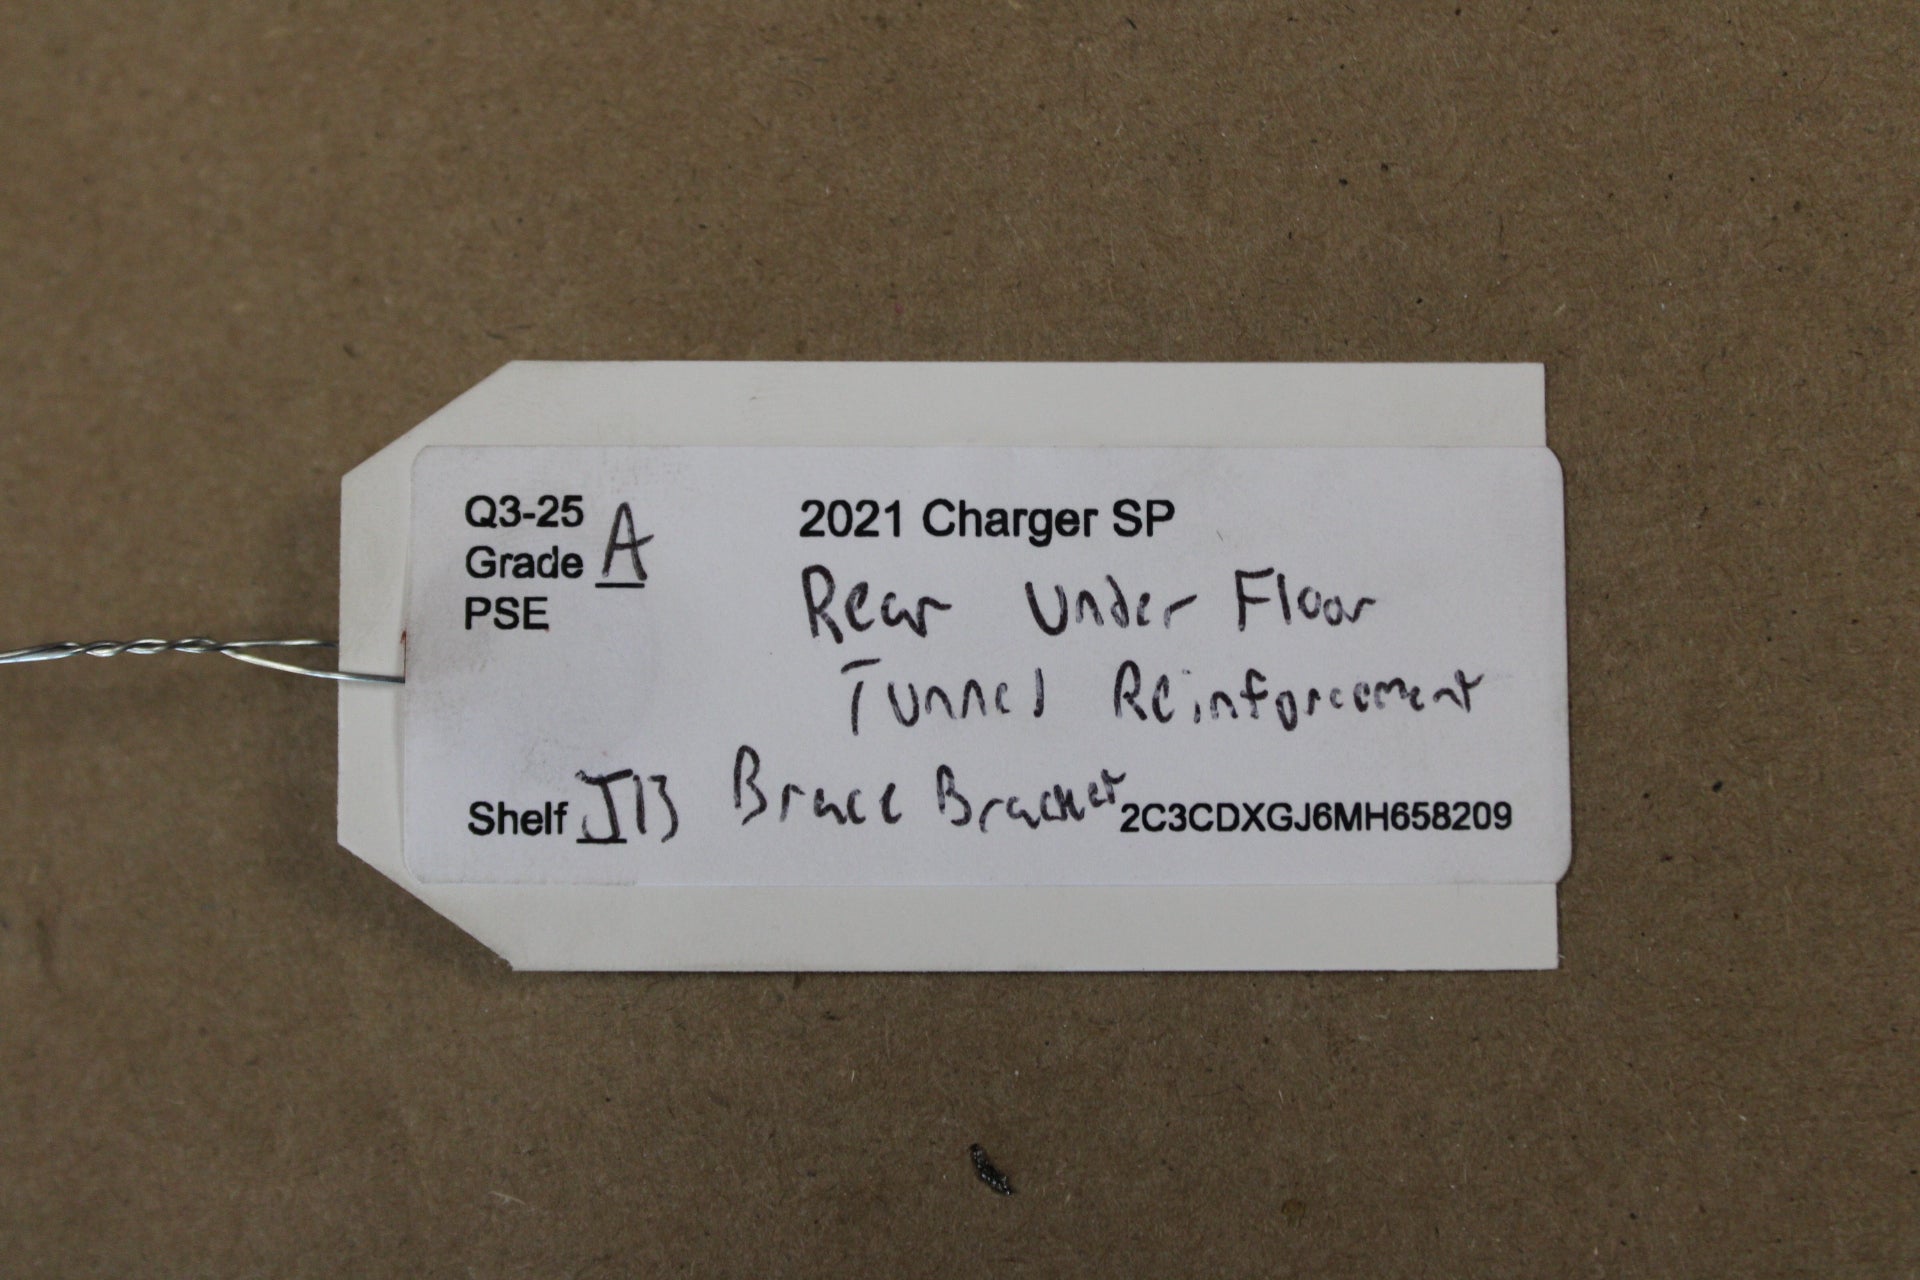 Q3-25
Grade A
PSE
2021 Charger SP
Rear Under Floor
Tunnel Reinforcement
Brace Bracket
Shelf J13
2C3CDXGJ6MH658209